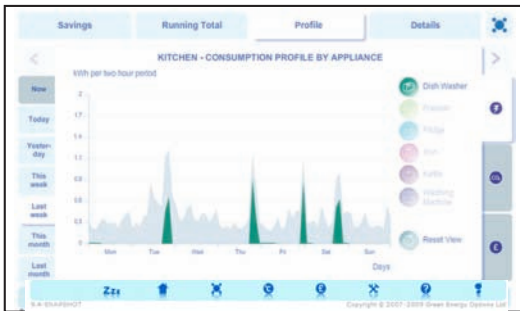 Savings
Running Total
Profile
Details
KITCHEN - CONSUMPTION PROFILE BY APPLIANCE
kWh per two hour period
Now
Today
Yester-
day
This
week
Last
week
This
month
Last
month
2
Dish Washer
Freezer
Fridge
Kettle
Washing
Machine
Reset View
CO₂
£
Mon
Tue
Wed
Thu
Fri
Sat
Sun
Days
Zzz
€
£
?
Copyright © 2007-2009 Green Energy Options Ltd